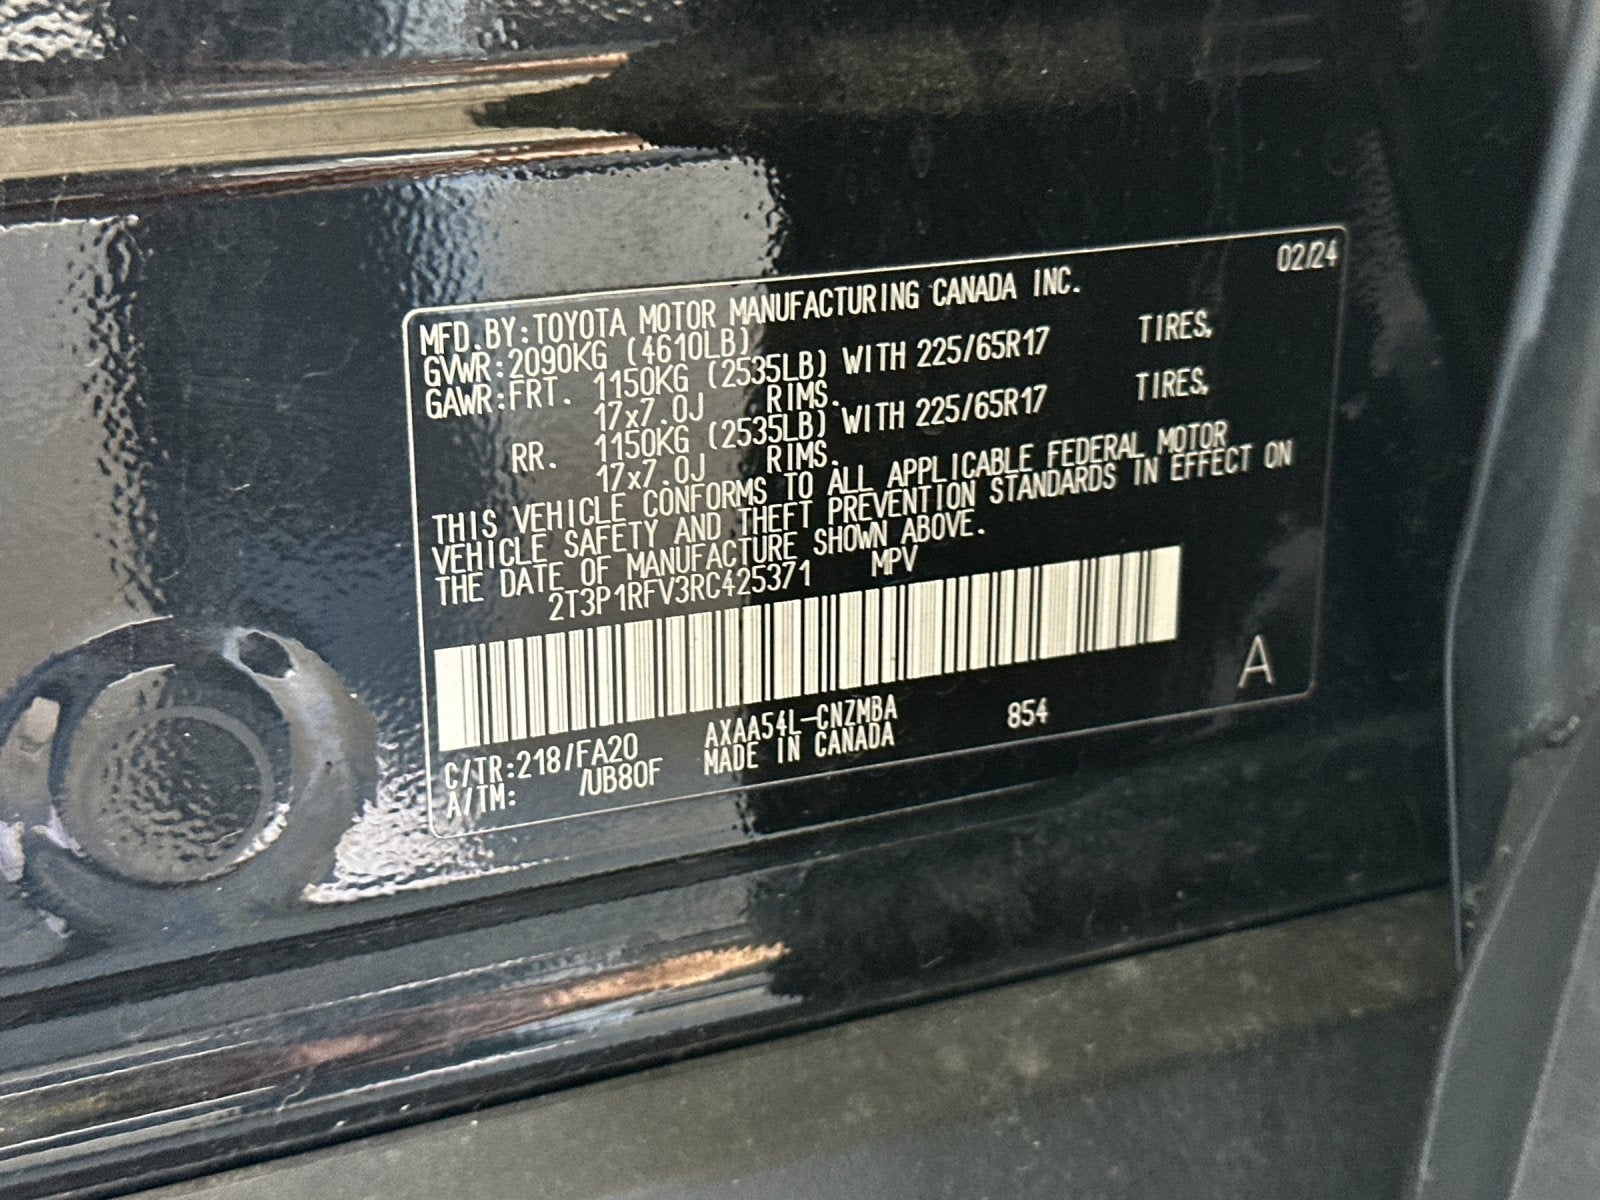 02/24
MFD.BY:TOYOTA MOTOR MANUFACTURING CANADA INC.
GVWR:2090KG (4610LB)
GAWR:FRT. 1150KG (2535LB) WITH 225/65R17 TIRES,
17x7.0J RIMS.
RR. 1150KG (2535LB) WITH 225/65R17 TIRES,
17x7.0J RIMS.
THIS VEHICLE CONFORMS TO ALL APPLICABLE FEDERAL MOTOR
VEHICLE SAFETY AND THEFT PREVENTION STANDARDS IN EFFECT ON
THE DATE OF MANUFACTURE SHOWN ABOVE.
2T3P1RFV3RC425371 MPV
A
C/TR:218/FA20 AXAA54L-CNZMBA 854
A/TM: /UB80F MADE IN CANADA